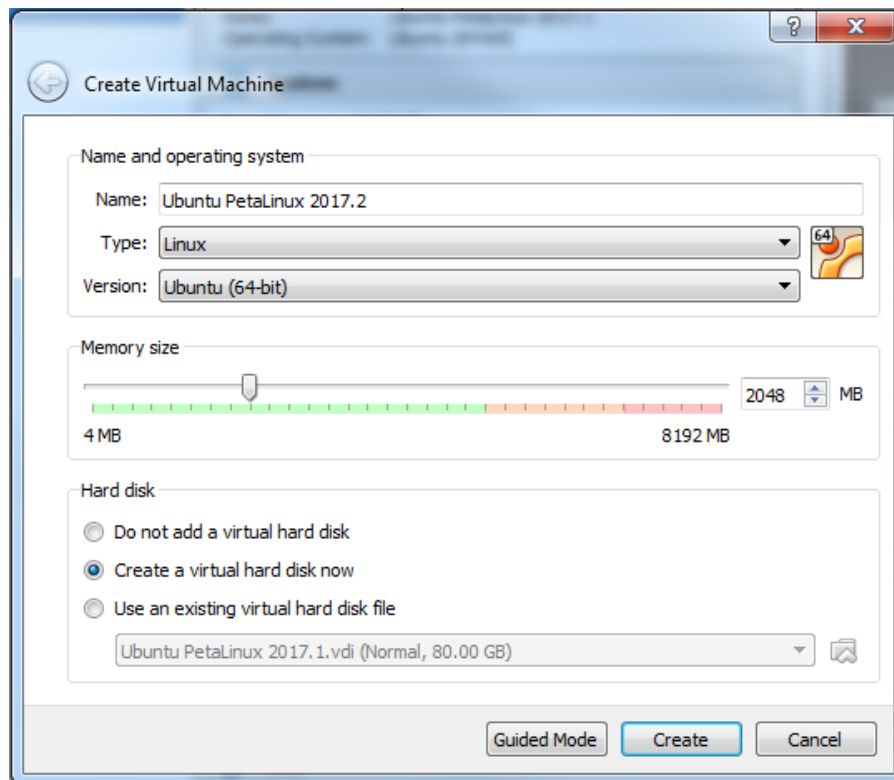 Create Virtual Machine
Name and operating system
Name: Ubuntu PetaLinux 2017.2
Type: Linux
64
Version: Ubuntu (64-bit)
Memory size
2048 MB
4 MB 8192 MB
Hard disk
Do not add a virtual hard disk
Create a virtual hard disk now
Use an existing virtual hard disk file
Ubuntu PetaLinux 2017.1.vdi (Normal, 80.00 GB)
Guided Mode Create Cancel